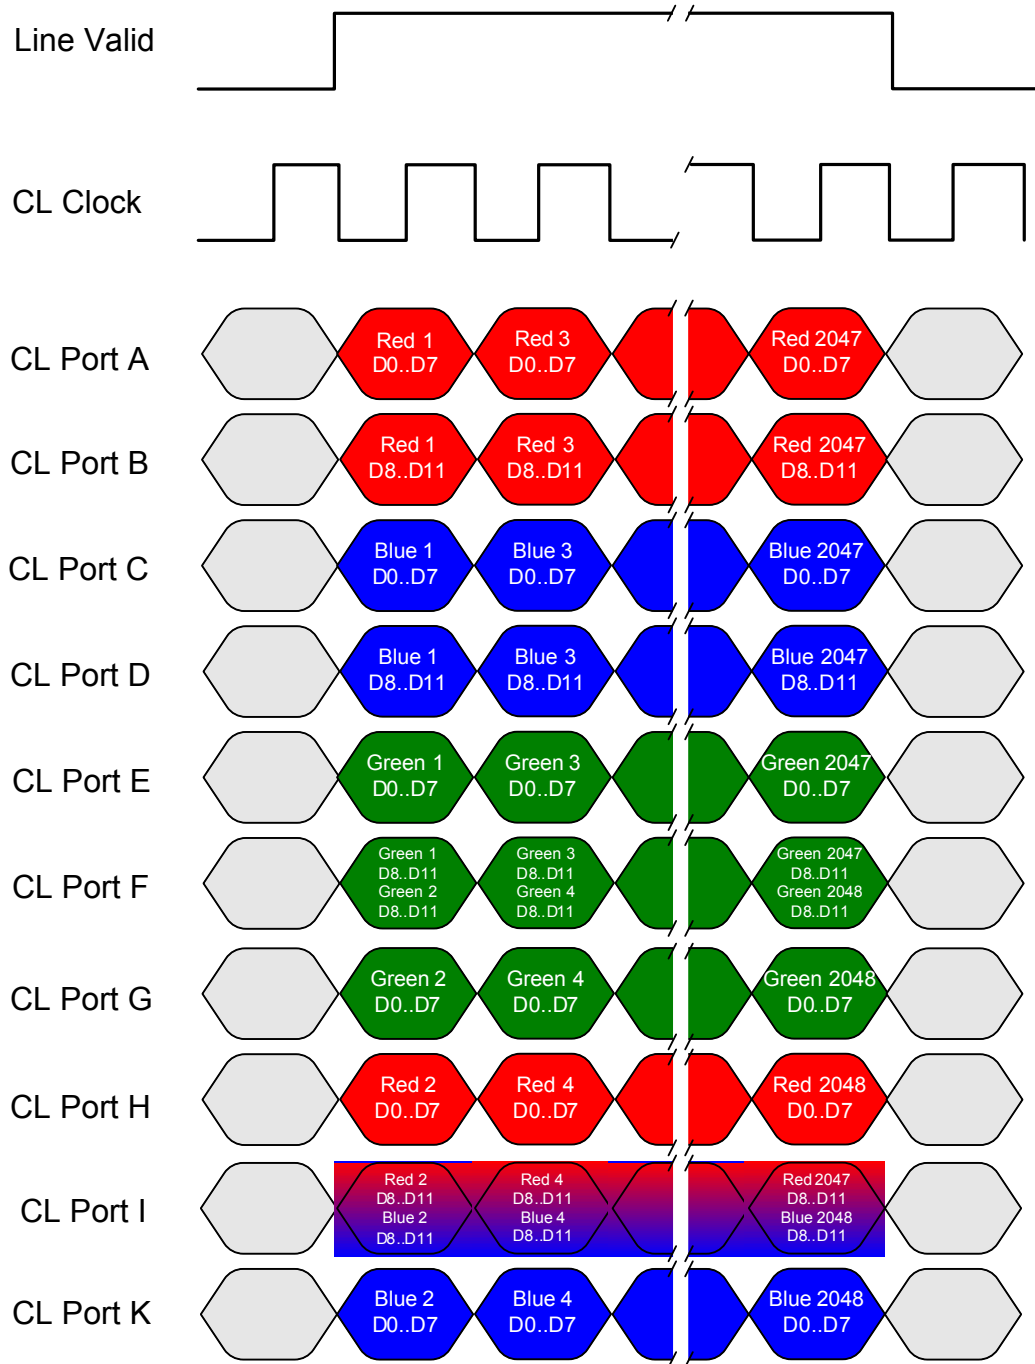 Line Valid
CL Clock
CL Port A
Red 1
D0..D7
Red 3
D0..D7
Red 2047
D0..D7
CL Port B
Red 1
D8..D11
Red 3
D8..D11
Red 2047
D8..D11
CL Port C
Blue 1
D0..D7
Blue 3
D0..D7
Blue 2047
D0..D7
CL Port D
Blue 1
D8..D11
Blue 3
D8..D11
Blue 2047
D8..D11
CL Port E
Green 1
D0..D7
Green 3
D0..D7
Green 2047
D0..D7
CL Port F
Green 1
D8..D11
Green 2
D8..D11
Green 3
D8..D11
Green 4
D8..D11
Green 2047
D8..D11
Green 2048
D8..D11
CL Port G
Green 2
D0..D7
Green 4
D0..D7
Green 2048
D0..D7
CL Port H
Red 2
D0..D7
Red 4
D0..D7
Red 2048
D0..D7
CL Port I
Red 2
D8..D11
Blue 2
D8..D11
Red 4
D8..D11
Blue 4
D8..D11
Red 2047
D8..D11
Blue 2048
D8..D11
CL Port K
Blue 2
D0..D7
Blue 4
D0..D7
Blue 2048
D0..D7